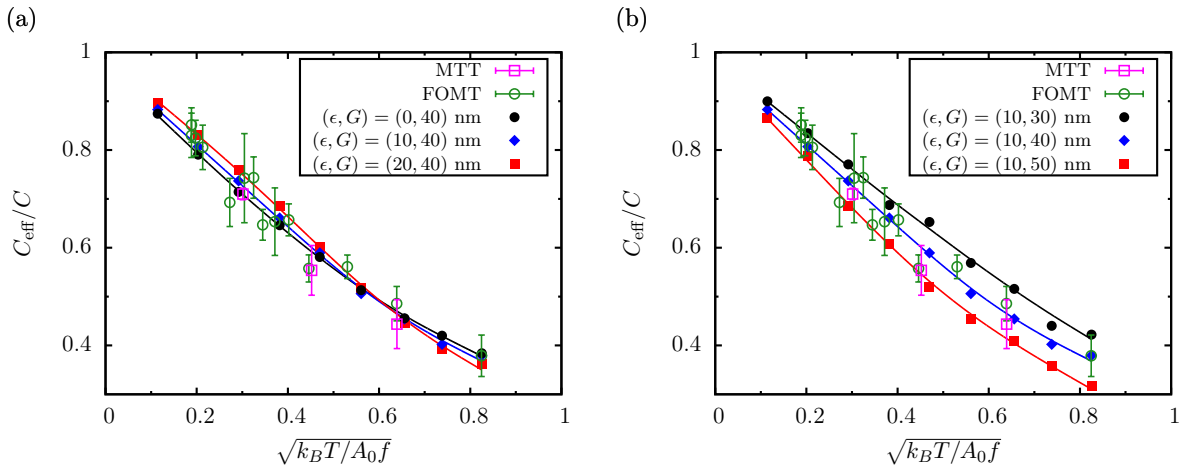 (a)
1
0.8
0.6
0.4
C_eff/C
0
0.2
0.4
0.6
0.8
1
√k_BT/A_0f
MTT
FOMT
(ϵ, G) = (0, 40) nm
(ϵ, G) = (10, 40) nm
(ϵ, G) = (20, 40) nm
(b)
1
0.8
0.6
0.4
C_eff/C
0
0.2
0.4
0.6
0.8
1
√k_BT/A_0f
MTT
FOMT
(ϵ, G) = (10, 30) nm
(ϵ, G) = (10, 40) nm
(ϵ, G) = (10, 50) nm